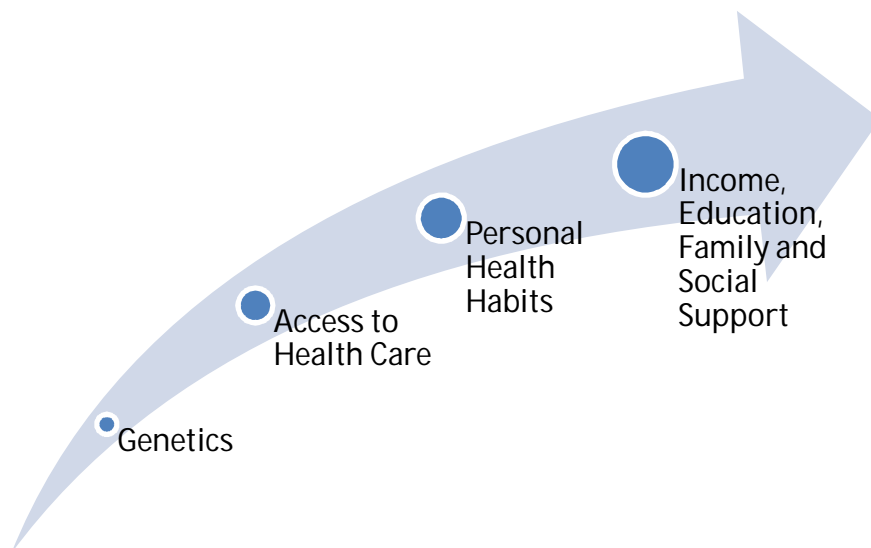 Genetics
Access to
Health Care
Personal
Health
Habits
Income,
Education,
Family and
Social
Support